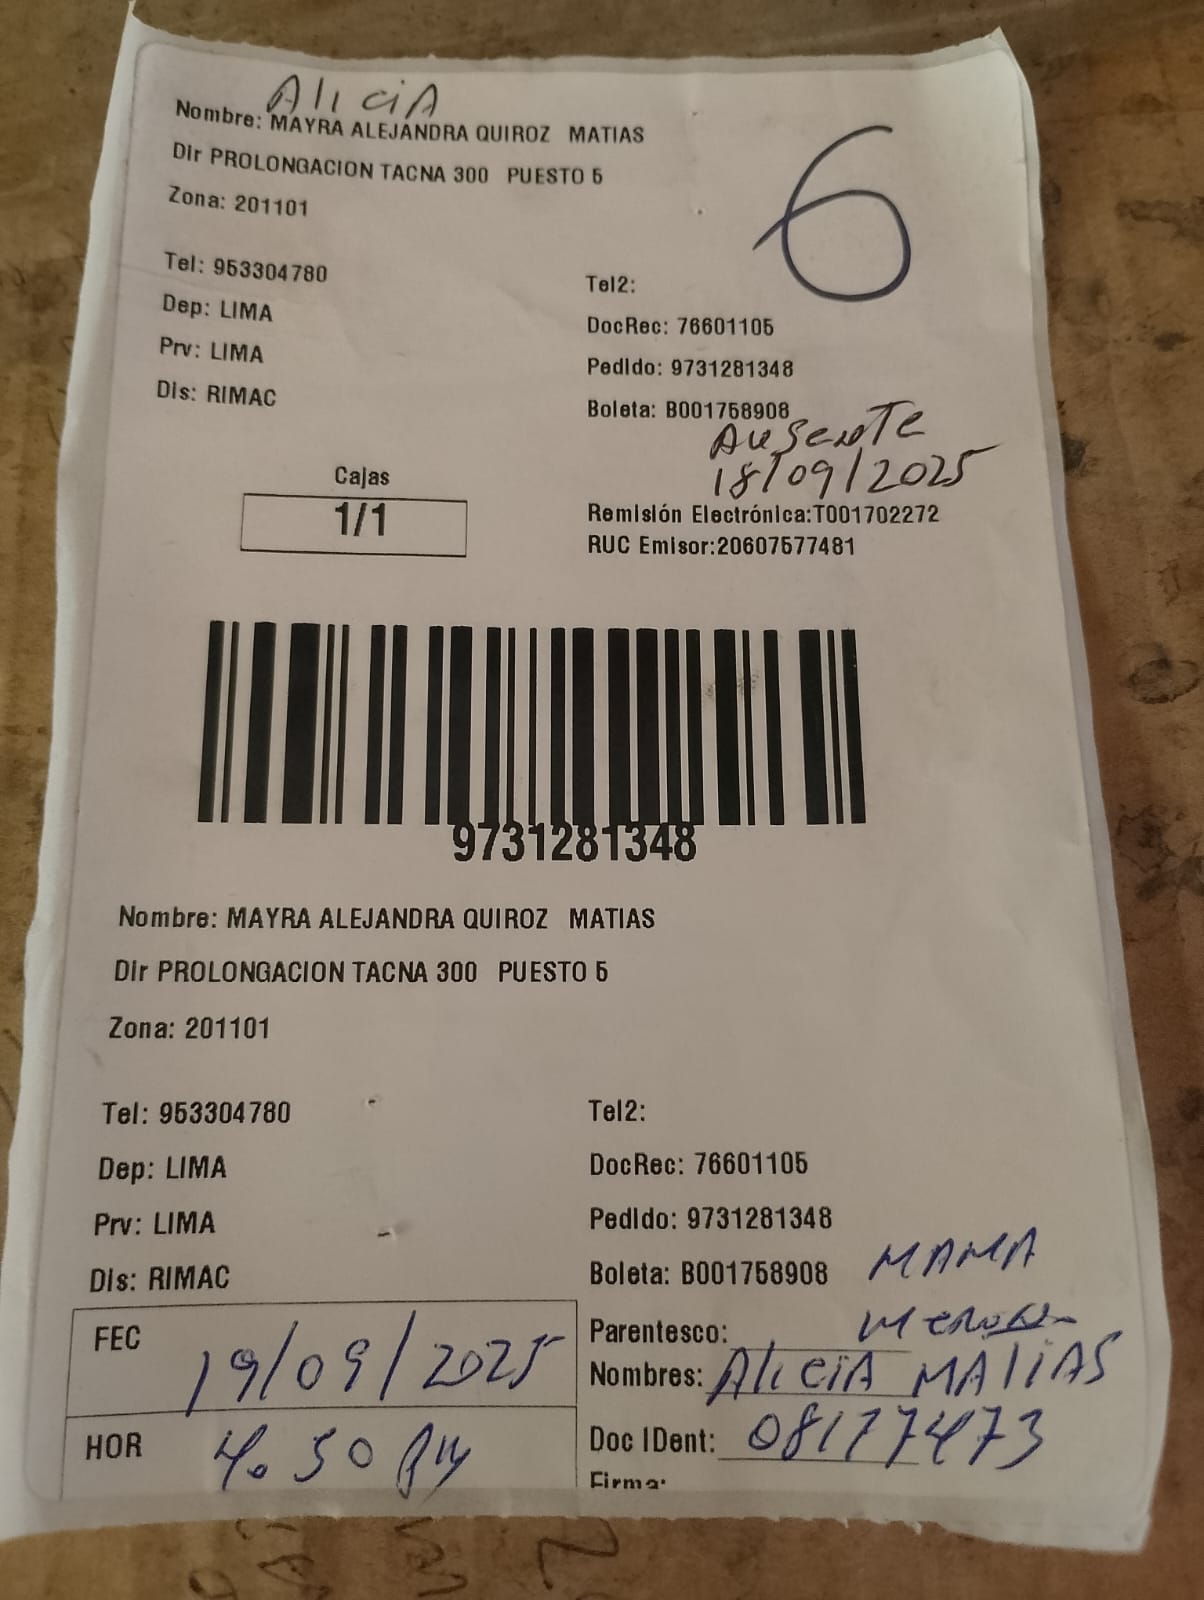 AliciA
Nombre: MAYRA ALEJANDRA QUIROZ MATIAS
Dir PROLONGACION TACNA 300 PUESTO 5
Zona: 201101
6
Tel: 953304780
Tel2:
Dep: LIMA
DocRec: 76601105
Prv: LIMA
Pedido: 9731281348
Dis: RIMAC
Boleta: B001758908
AuSenTe
18/09/2025
Cajas
1/1
Remisión Electrónica:T001702272
RUC Emisor:20607577481
9731281348
Nombre: MAYRA ALEJANDRA QUIROZ MATIAS
Dir PROLONGACION TACNA 300 PUESTO 5
Zona: 201101
Tel: 953304780
Tel2:
Dep: LIMA
DocRec: 76601105
Prv: LIMA
Pedido: 9731281348
Dis: RIMAC
Boleta: B001758908
MAMA
FEC 19/09/2025
Parentesco:
Nombres: AliciA MATIAS
HOR 4.50 Pm
Doc IDent: 08177473
Firma: